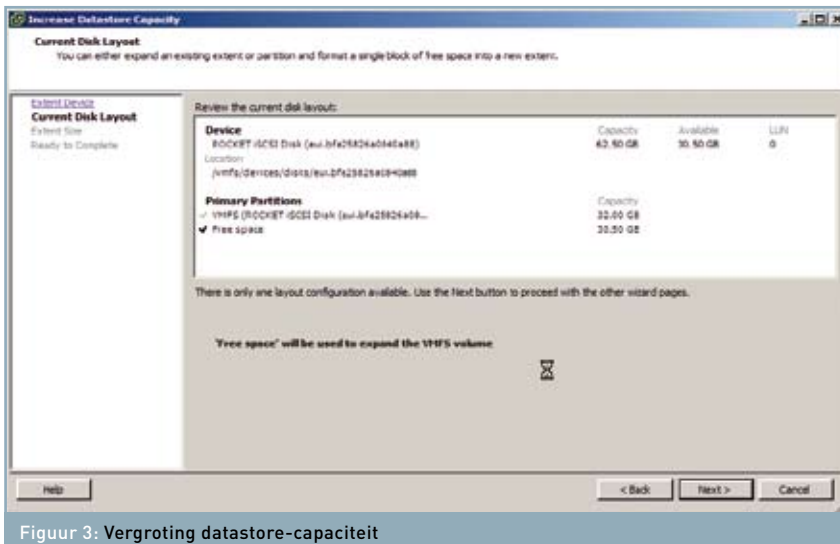 Increase Datastore Capacity
Current Disk Layout
You can either expand an existing extent or partition and format a single block of free space into a new extent.
Extent Device
Current Disk Layout
Extent Size
Ready to Complete
Review the current disk layout:
Device Capacity Available LUN
ROCKET iSCSI Disk 62.50 GB 30.50 GB 0
Location
Primary Partitions Capacity
VMFS (ROCKET iSCSI Disk 32.00 GB
Free space 30.50 GB
There is only one layout configuration available. Use the Next button to proceed with the other wizard pages.
'Free space' will be used to expand the VMFS volume
Help < Back Next > Cancel
Figuur 3: Vergroting datastore-capaciteit